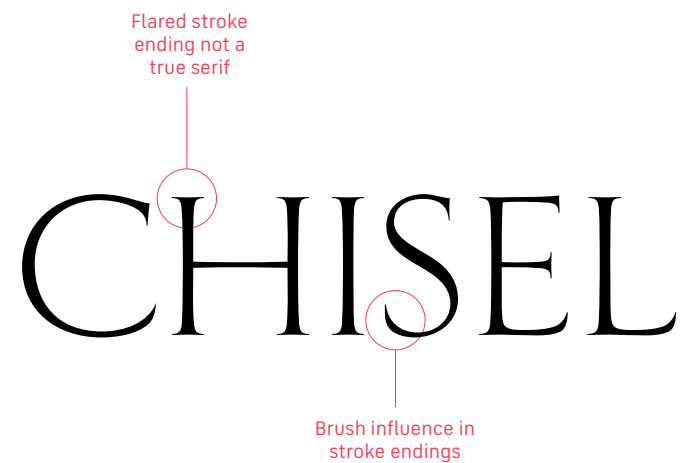 Flared stroke
ending not a
true serif
CHISEL
Brush influence in
stroke endings